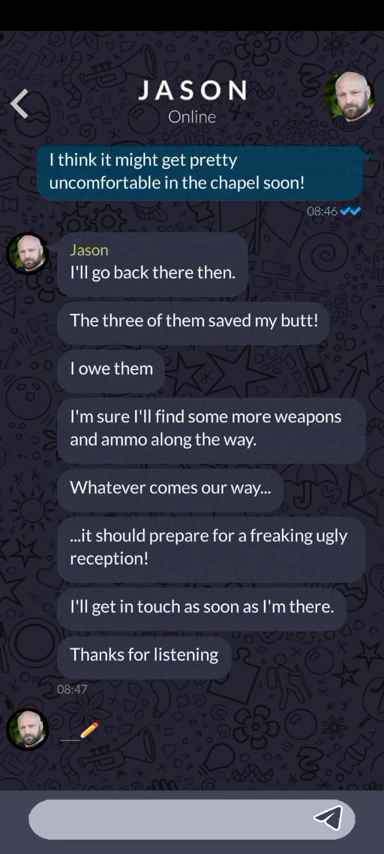 JASON
Online
I think it might get pretty
uncomfortable in the chapel soon!
08:46
Jason
I'll go back there then.
The three of them saved my butt!
I owe them
I'm sure I'll find some more weapons
and ammo along the way.
Whatever comes our way...
...it should prepare for a freaking ugly
reception!
I'll get in touch as soon as I'm there.
Thanks for listening
08:47